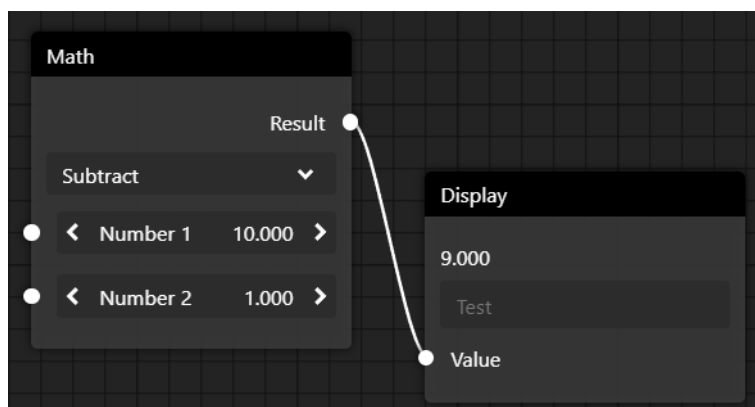 Math
Result
Subtract
Number 1 10.000
Number 2 1.000
Display
9.000
Test
Value